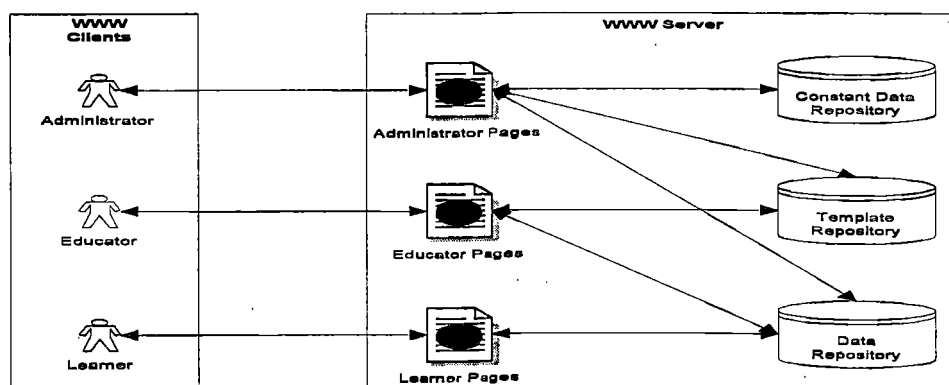 WWW
Clients
WWW Server
Administrator
Administrator Pages
Constant Data
Repository
Educator
Educator Pages
Template
Repository
Learner
Learner Pages
Data
Repository